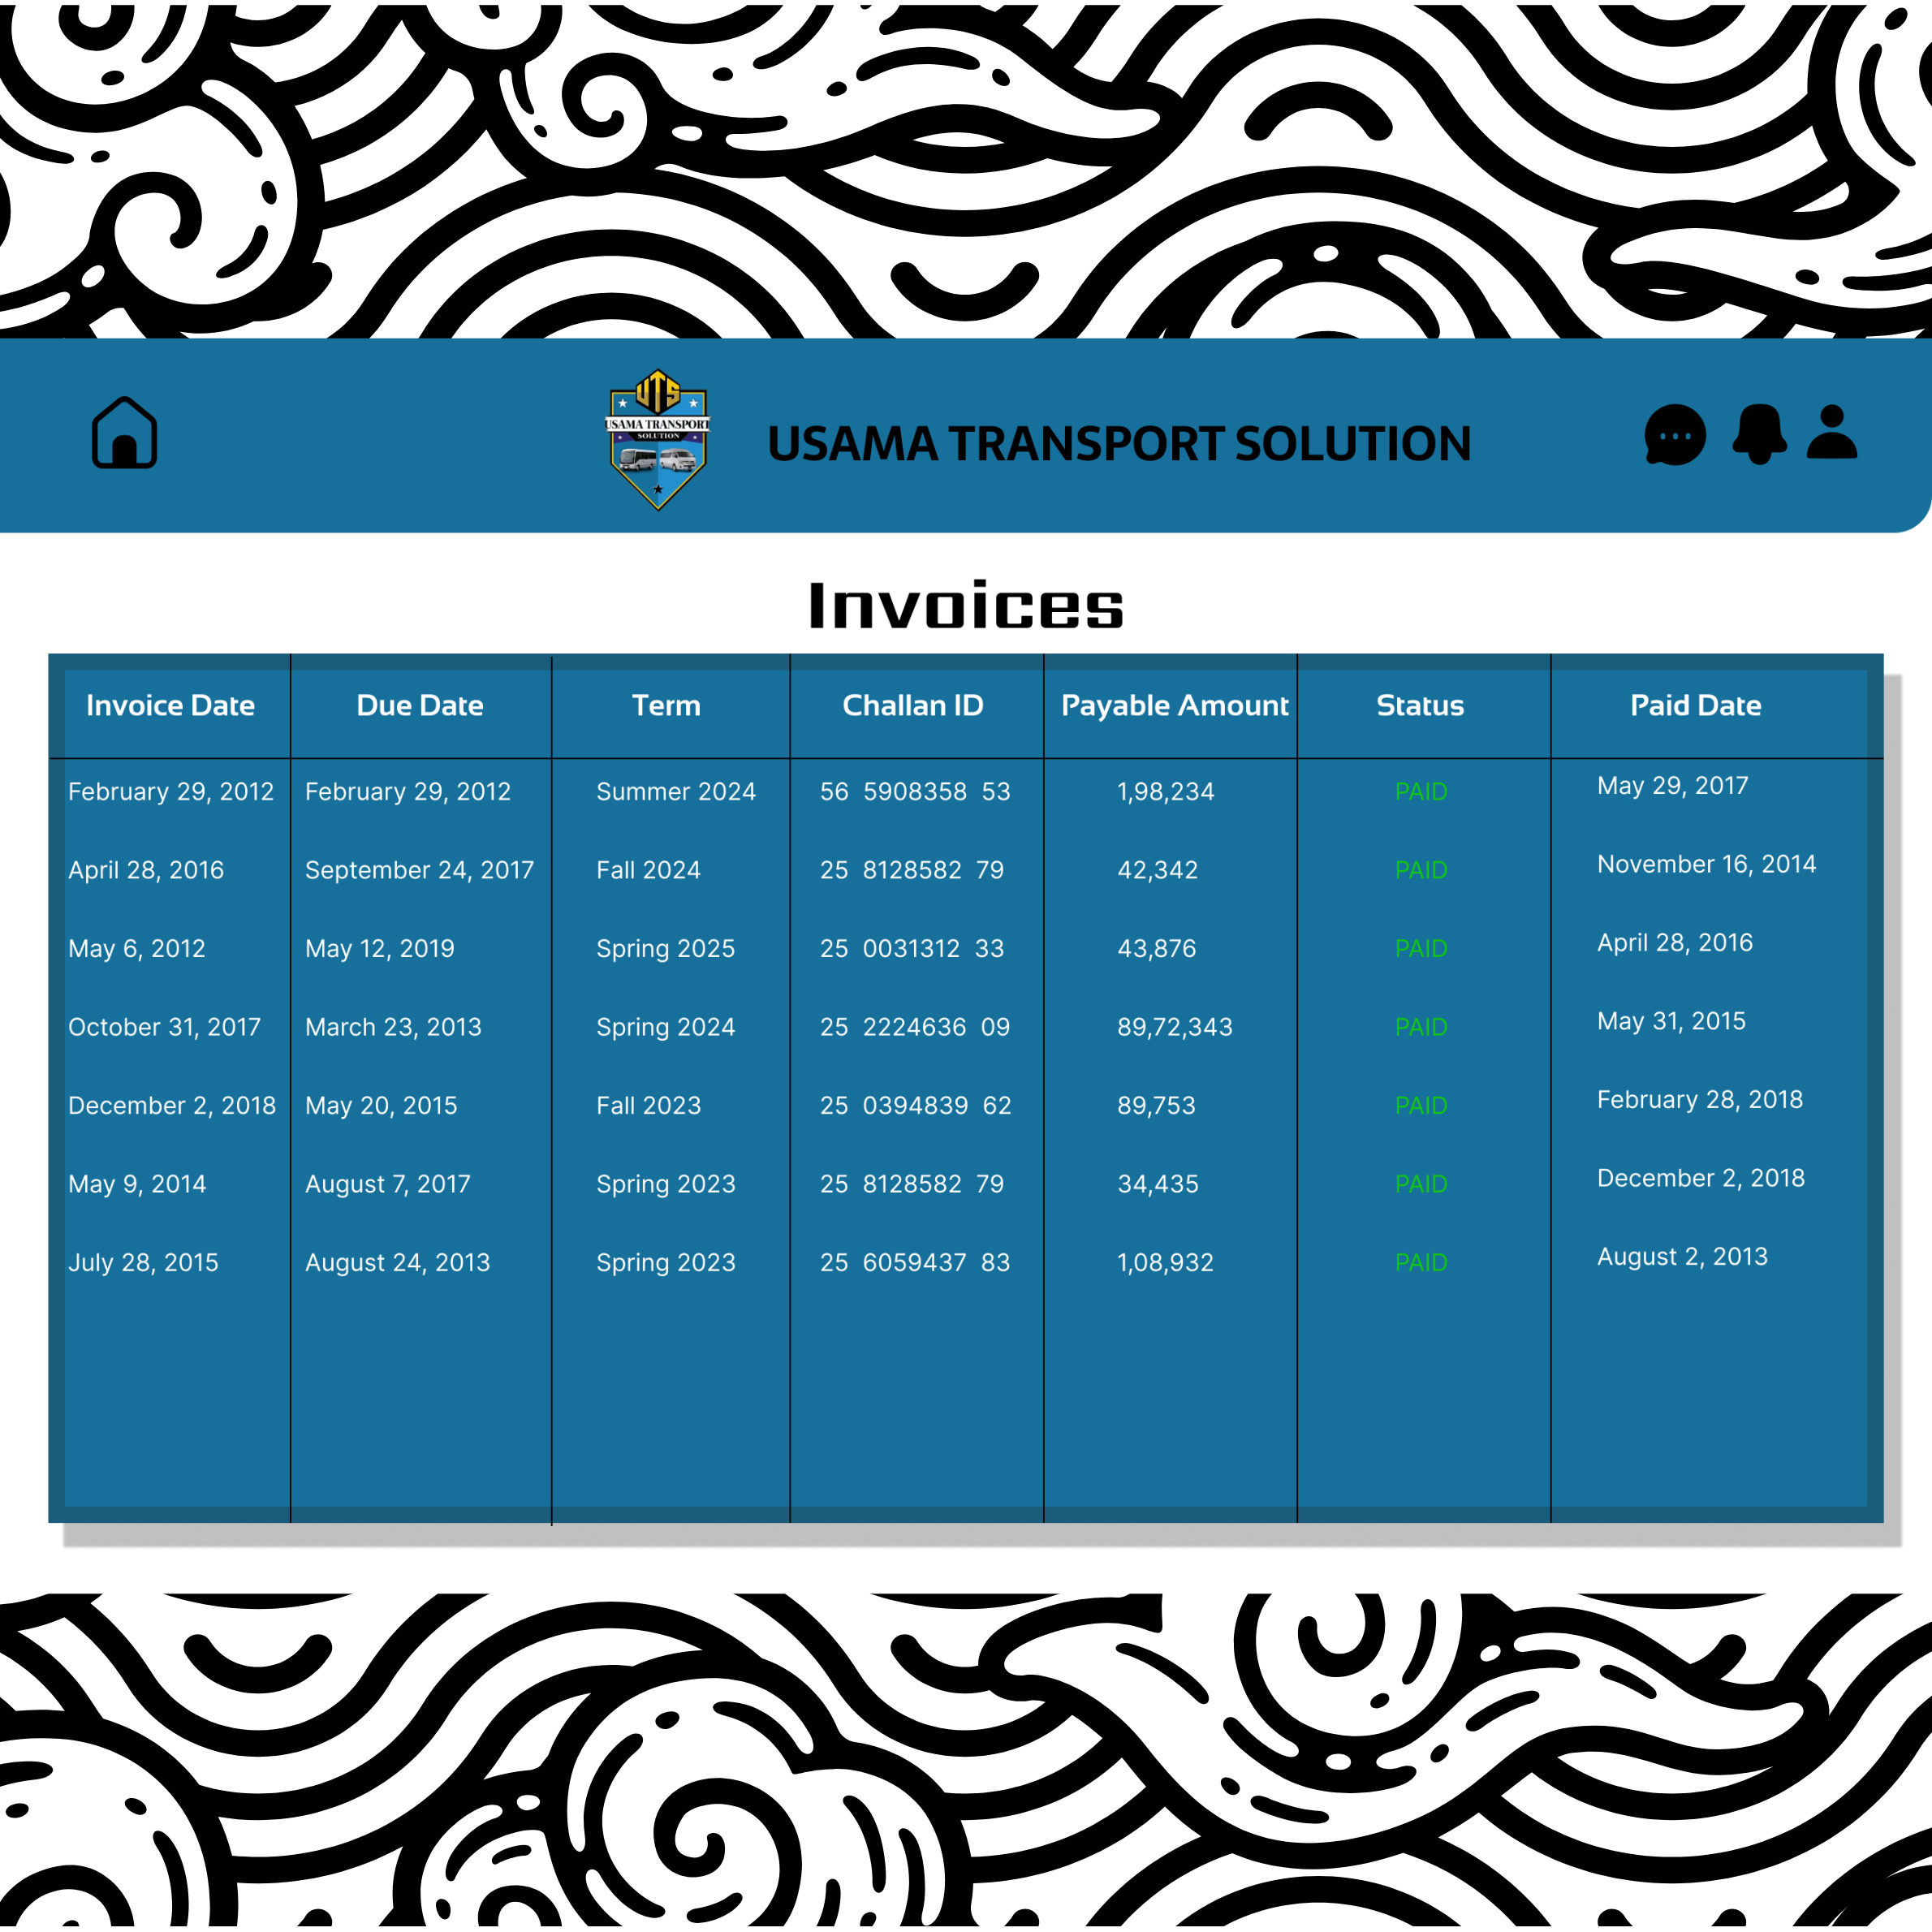 UTS
USAMA TRANSPORT
SOLUTION
USAMA TRANSPORT SOLUTION
Invoices
Invoice Date Due Date Term Challan ID Payable Amount Status Paid Date
February 29, 2012 February 29, 2012 Summer 2024 56 5908358 53 1,98,234 PAID May 29, 2017
April 28, 2016 September 24, 2017 Fall 2024 25 8128582 79 42,342 PAID November 16, 2014
May 6, 2012 May 12, 2019 Spring 2025 25 0031312 33 43,876 PAID April 28, 2016
October 31, 2017 March 23, 2013 Spring 2024 25 2224636 09 89,72,343 PAID May 31, 2015
December 2, 2018 May 20, 2015 Fall 2023 25 0394839 62 89,753 PAID February 28, 2018
May 9, 2014 August 7, 2017 Spring 2023 25 8128582 79 34,435 PAID December 2, 2018
July 28, 2015 August 24, 2013 Spring 2023 25 6059437 83 1,08,932 PAID August 2, 2013